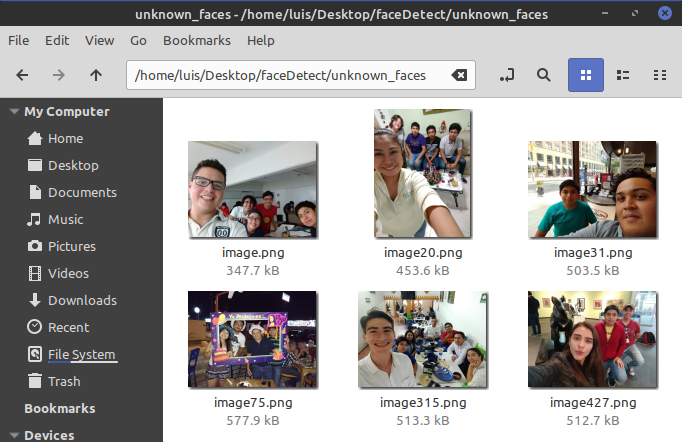 unknown_faces - /home/luis/Desktop/faceDetect/unknown_faces
File Edit View Go Bookmarks Help
/home/luis/Desktop/faceDetect/unknown_faces
My Computer
Home
Desktop
Documents
Music
Pictures
Videos
Downloads
Recent
File System
Trash
Bookmarks
Devices
image.png
347.7 kB
image20.png
453.6 kB
image31.png
503.5 kB
image75.png
577.9 kB
image315.png
513.3 kB
image427.png
512.7 kB